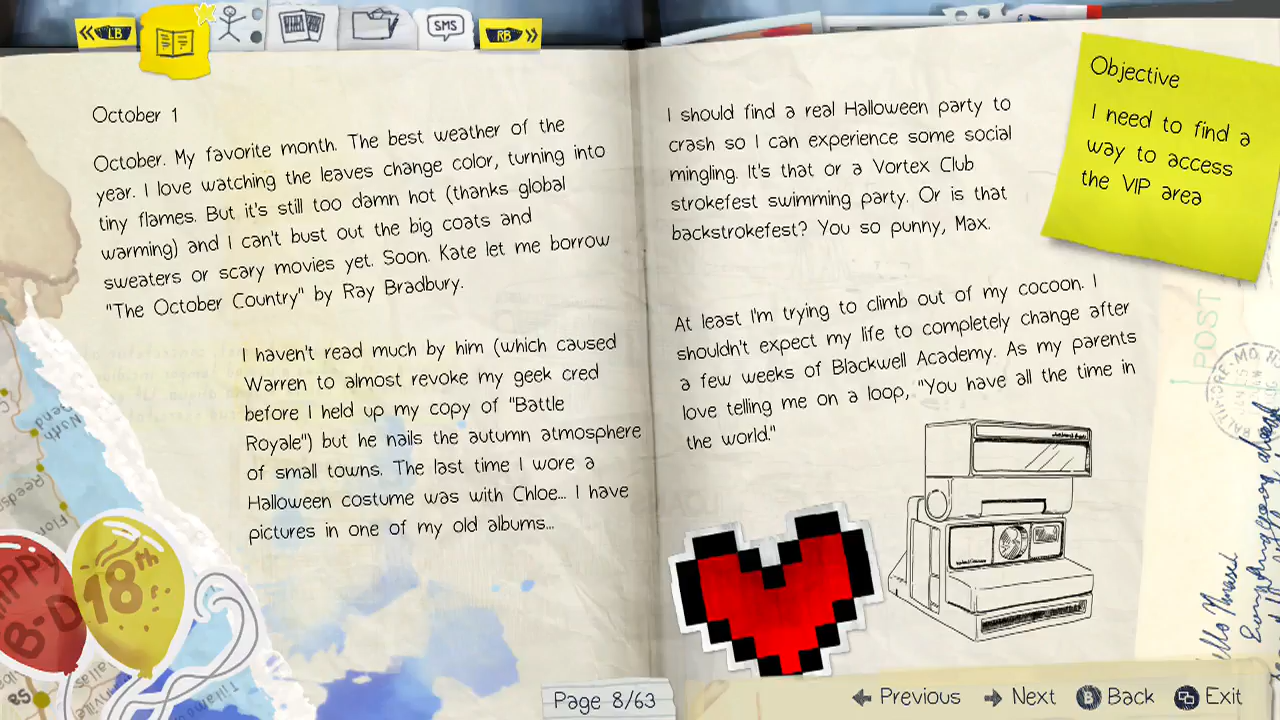 LB
SMS
RB
October 1
October. My favorite month. The best weather of the
year. I love watching the leaves change color, turning into
tiny flames. But it's still too damn hot (thanks global
warming) and I can't bust out the big coats and
sweaters or scary movies yet. Soon. Kate let me borrow
"The October Country" by Ray Bradbury.
I haven't read much by him (which caused
Warren to almost revoke my geek cred
before I held up my copy of "Battle
Royale") but he nails the autumn atmosphere
of small towns. The last time I wore a
Halloween costume was with Chloe... I have
pictures in one of my old albums...
I should find a real Halloween party to
crash so I can experience some social
mingling. It's that or a Vortex Club
strokefest swimming party. Or is that
backstrokefest? You so punny, Max.
At least I'm trying to climb out of my cocoon. I
shouldn't expect my life to completely change after
a few weeks of Blackwell Academy. As my parents
love telling me on a loop, "You have all the time in
the world."
Objective
I need to find a
way to access
the VIP area
POST
North
Bend
18th
B-D
Page 8/63
Previous
Next
B Back
Exit